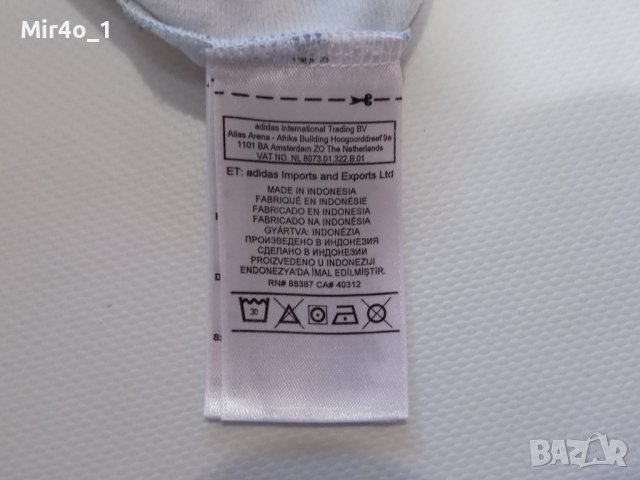 Mir4o_1
adidas International Trading BV
Atlas Arena - Afrika Building Hoogoorddreef 9a
1101 BA Amsterdam ZO The Netherlands
VAT NO. NL 8073.01.322.B.01
ET: adidas Imports and Exports Ltd
MADE IN INDONESIA
FABRIQUÉ EN INDONÉSIE
FABRICADO EN INDONESIA
FABRICADO NA INDONÉSIA
GYÁRTVA: INDONÉZIA
ПРОИЗВЕДЕНО В ИНДОНЕЗИЯ
СДЕЛАНО В ИНДОНЕЗИИ
PROIZVEDENO U INDONEZIJI
ENDONEZYA'DA İMAL EDİLMİŞTİR.
RN# 88387 CA# 40312
30
BAZAR